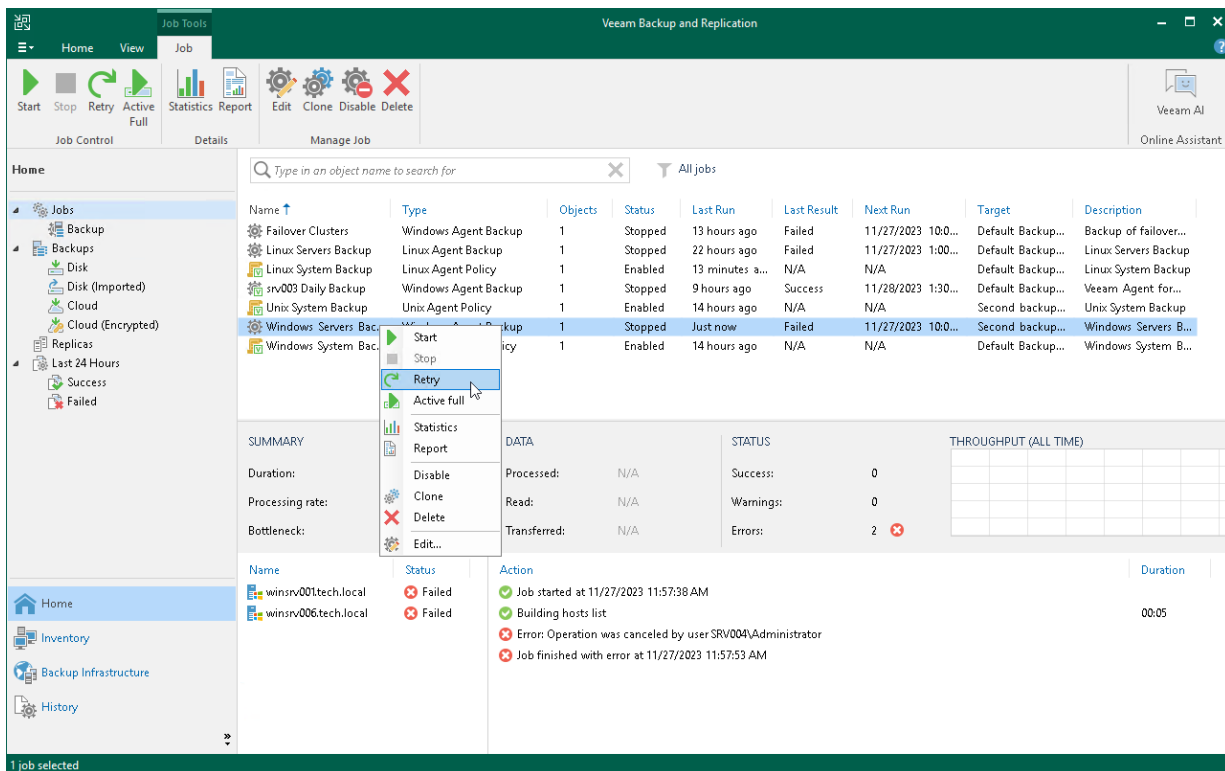 Job Tools
Veeam Backup and Replication
Home View Job
Start Stop Retry Active Full
Statistics Report
Edit Clone Disable Delete
Veeam AI
Job Control
Details
Manage Job
Online Assistant
Home
Type in an object name to search for
All jobs
Jobs
Backup
Backups
Disk
Disk (Imported)
Cloud
Cloud (Encrypted)
Replicas
Last 24 Hours
Success
Failed
Name Type Objects Status Last Run Last Result Next Run Target Description
Failover Clusters Windows Agent Backup 1 Stopped 13 hours ago Failed 11/27/2023 10:0... Default Backup... Backup of failover...
Linux Servers Backup Linux Agent Backup 1 Stopped 22 hours ago Failed 11/27/2023 1:00... Default Backup... Linux Servers Backup
Linux System Backup Linux Agent Policy 1 Enabled 13 minutes a... N/A N/A Default Backup... Linux System Backup
srv003 Daily Backup Windows Agent Backup 1 Stopped 9 hours ago Success 11/28/2023 1:30... Default Backup... Veeam Agent for...
Unix System Backup Unix Agent Policy 1 Enabled 14 hours ago N/A N/A Second backup... Unix System Backup
Windows Servers Bac... 1 Stopped Just now Failed 11/27/2023 10:0... Second backup... Windows Servers B...
Windows System Bac... 1 Enabled 14 hours ago N/A N/A Default Backup... Windows System B...
Start
Stop
Retry
Active full
Statistics
Report
Disable
Clone
Delete
Edit...
SUMMARY
Duration:
Processing rate:
Bottleneck:
DATA
Processed: N/A
Read: N/A
Transferred: N/A
STATUS
Success: 0
Warnings: 0
Errors: 2
THROUGHPUT (ALL TIME)
Name Status
winsrv001.tech.local Failed
winsrv006.tech.local Failed
Action Duration
Job started at 11/27/2023 11:57:38 AM
Building hosts list 00:05
Error: Operation was canceled by user SRV004\Administrator
Job finished with error at 11/27/2023 11:57:53 AM
Home
Inventory
Backup Infrastructure
History
1 job selected